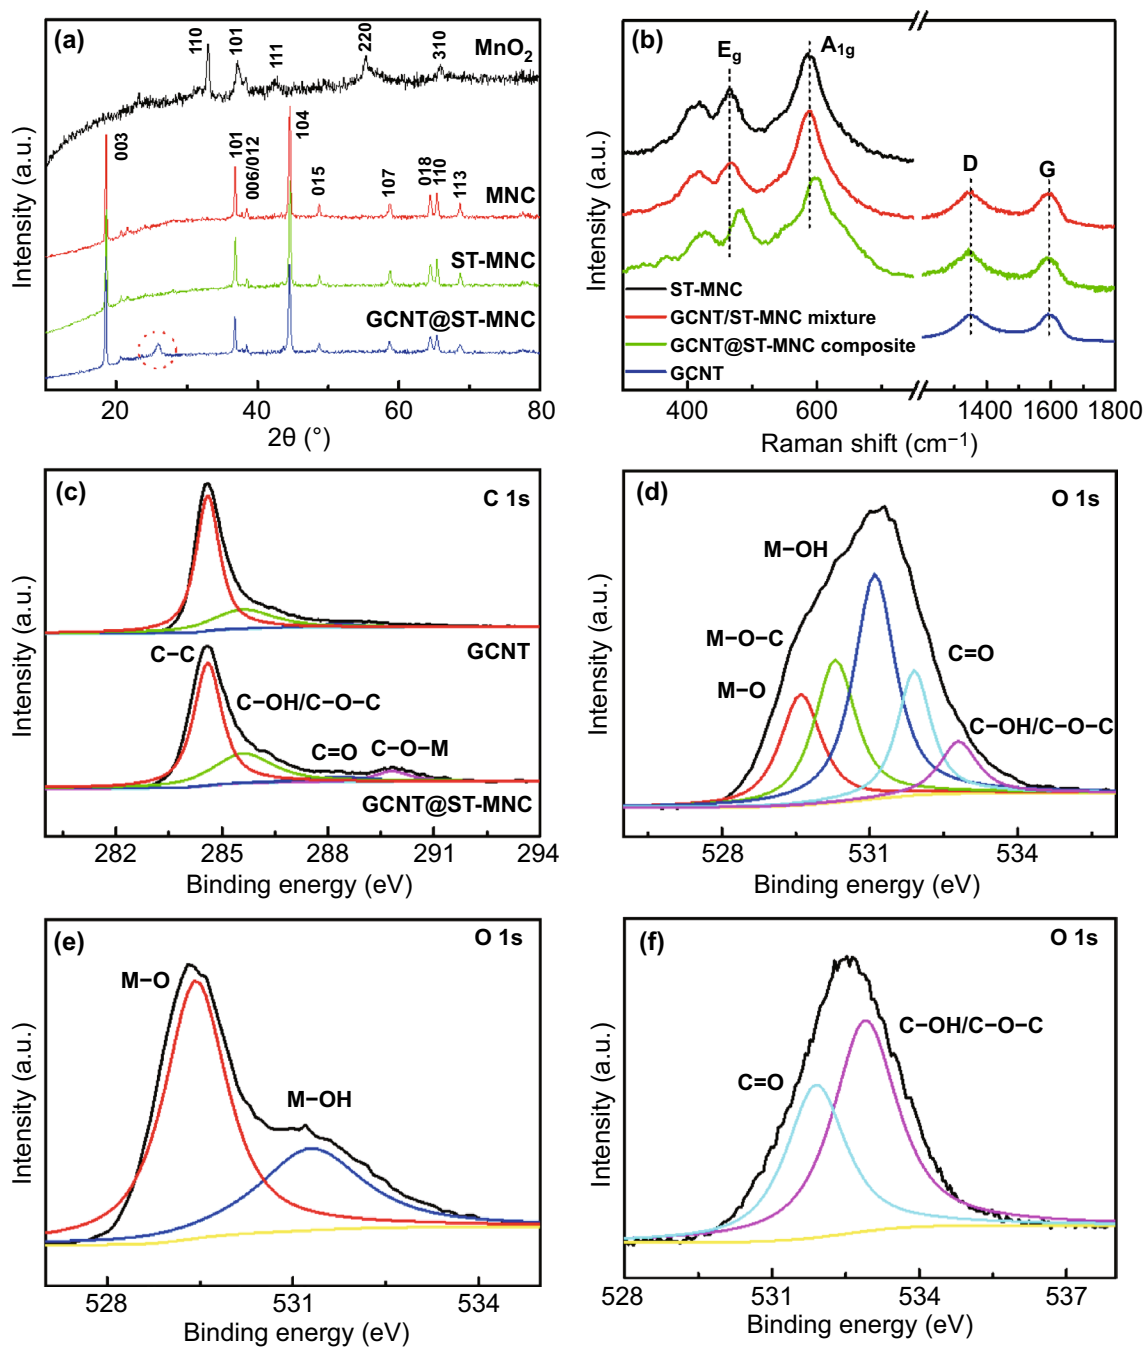 (a)
110
101
111
220
310
MnO₂
003
101
006/012
104
015
107
018
110
113
MNC
ST-MNC
GCNT@ST-MNC
Intensity (a.u.)
20
40
60
80
2θ (°)
(b)
E_g
A_1g
D
G
ST-MNC
GCNT/ST-MNC mixture
GCNT@ST-MNC composite
GCNT
Intensity (a.u.)
400
600
1400
1600
1800
Raman shift (cm⁻¹)
(c)
C 1s
GCNT
C−C
C−OH/C−O−C
C=O
C−O−M
GCNT@ST-MNC
Intensity (a.u.)
282
285
288
291
294
Binding energy (eV)
(d)
O 1s
M−OH
M−O−C
M−O
C=O
C−OH/C−O−C
Intensity (a.u.)
528
531
534
Binding energy (eV)
(e)
O 1s
M−O
M−OH
Intensity (a.u.)
528
531
534
Binding energy (eV)
(f)
O 1s
C−OH/C−O−C
C=O
Intensity (a.u.)
528
531
534
537
Binding energy (eV)